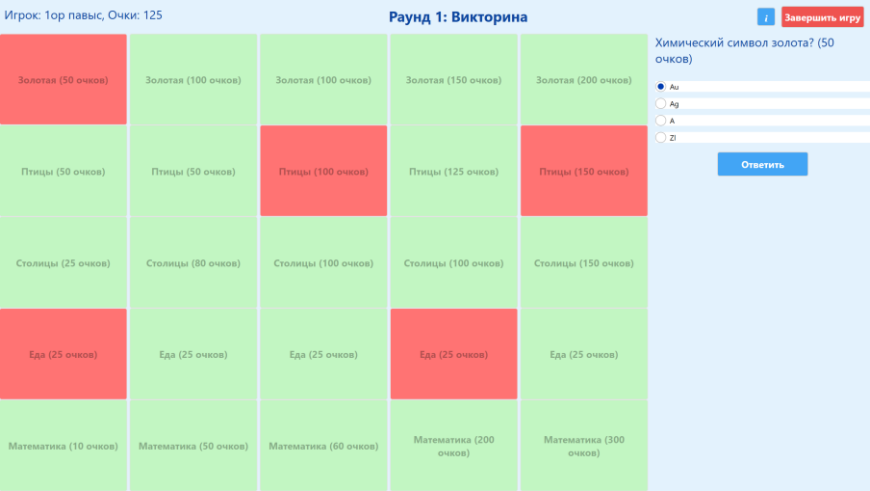 Игрок: 1ор павыс, Очки: 125
Раунд 1: Викторина
i
Завершить игру
Золотая (50 очков)
Золотая (100 очков)
Золотая (100 очков)
Золотая (150 очков)
Золотая (200 очков)
Химический символ золота? (50
очков)
Au
Ag
A
Zl
Ответить
Птицы (50 очков)
Птицы (50 очков)
Птицы (100 очков)
Птицы (125 очков)
Птицы (150 очков)
Столицы (25 очков)
Столицы (80 очков)
Столицы (100 очков)
Столицы (100 очков)
Столицы (150 очков)
Еда (25 очков)
Еда (25 очков)
Еда (25 очков)
Еда (25 очков)
Еда (25 очков)
Математика (10 очков)
Математика (50 очков)
Математика (60 очков)
Математика (200
очков)
Математика (300
очков)